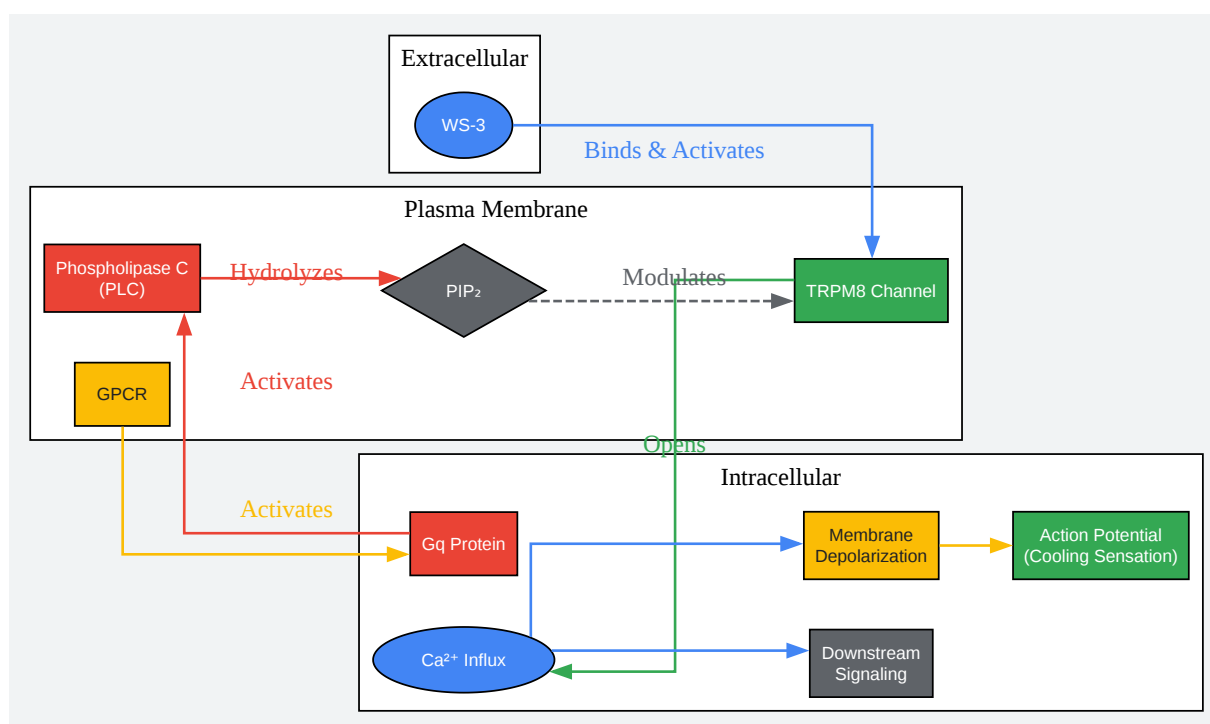 Extracellular
WS-3
Binds & Activates
Plasma Membrane
Phospholipase C
(PLC)
Hydrolyzes
PIP₂
Modulates
TRPM8 Channel
Activates
GPCR
Opens
Intracellular
Activates
Gq Protein
Membrane
Depolarization
Action Potential
(Cooling Sensation)
Ca²⁺ Influx
Downstream
Signaling